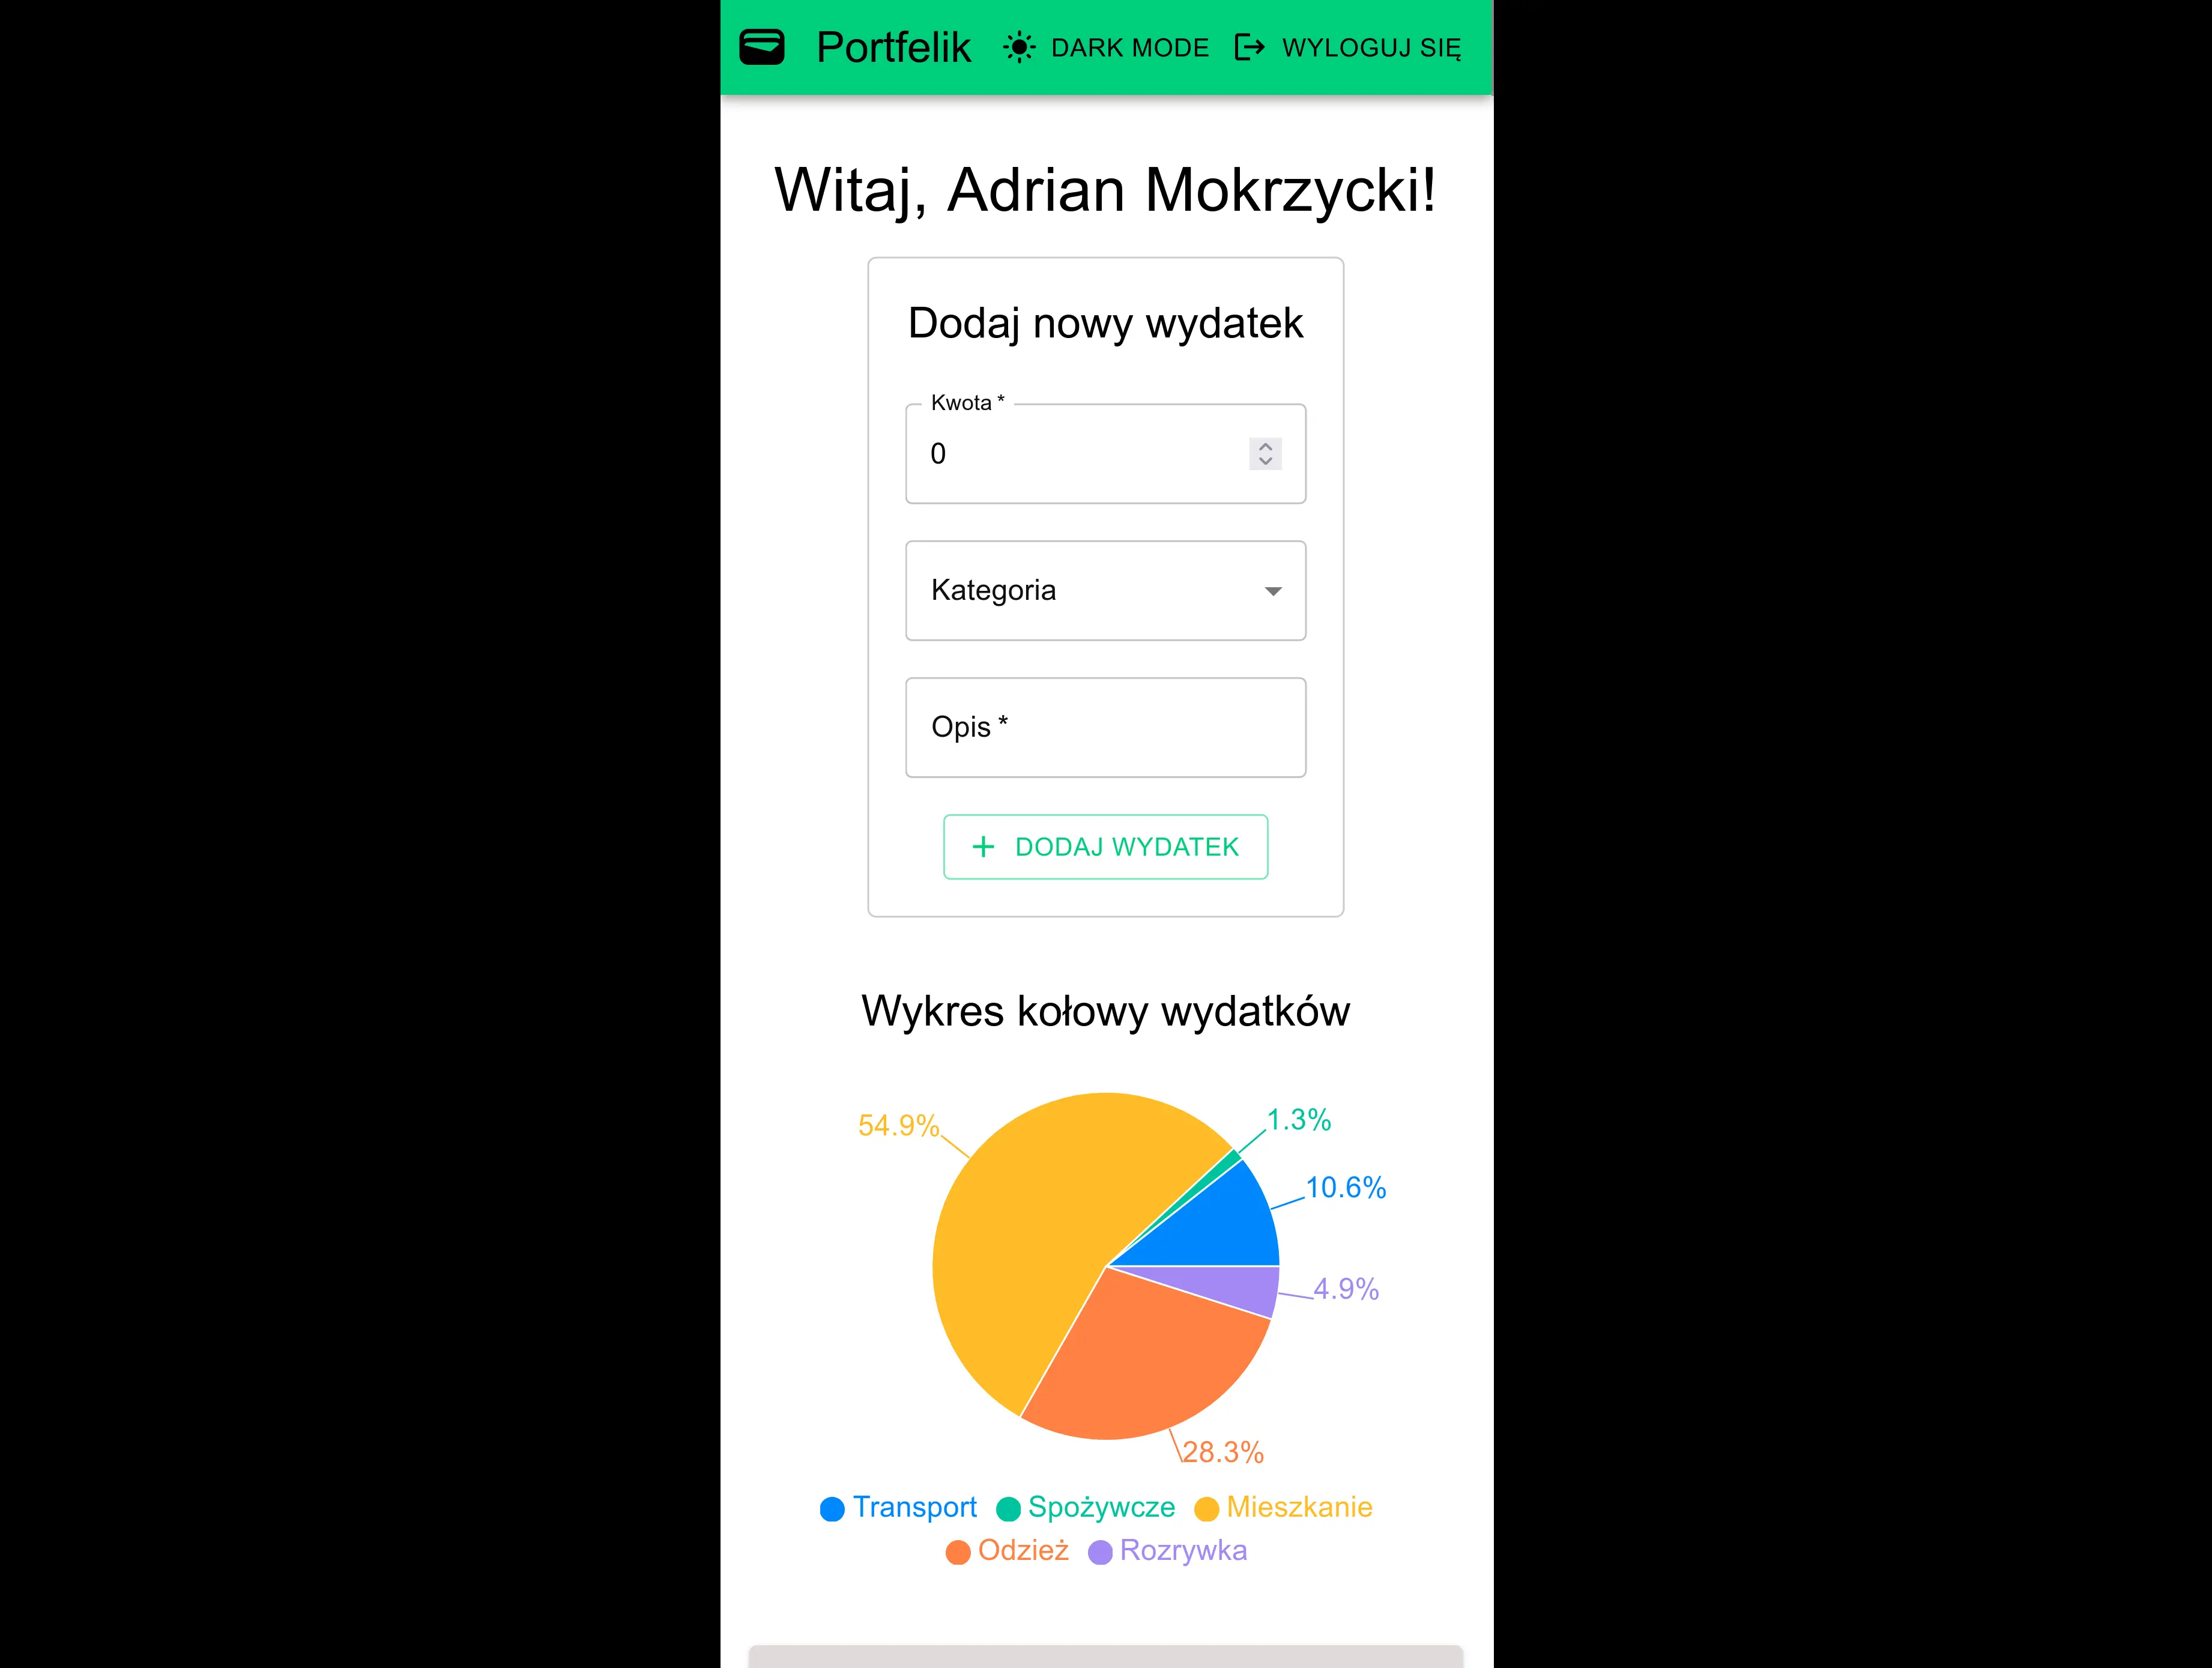 Portfelik DARK MODE WYLOGUJ SIĘ
Witaj, Adrian Mokrzycki!
Dodaj nowy wydatek
Kwota *
0
Kategoria
Opis *
+ DODAJ WYDATEK
Wykres kołowy wydatków
54.9%
1.3%
10.6%
4.9%
28.3%
Transport Spożywcze Mieszkanie
Odzież Rozrywka